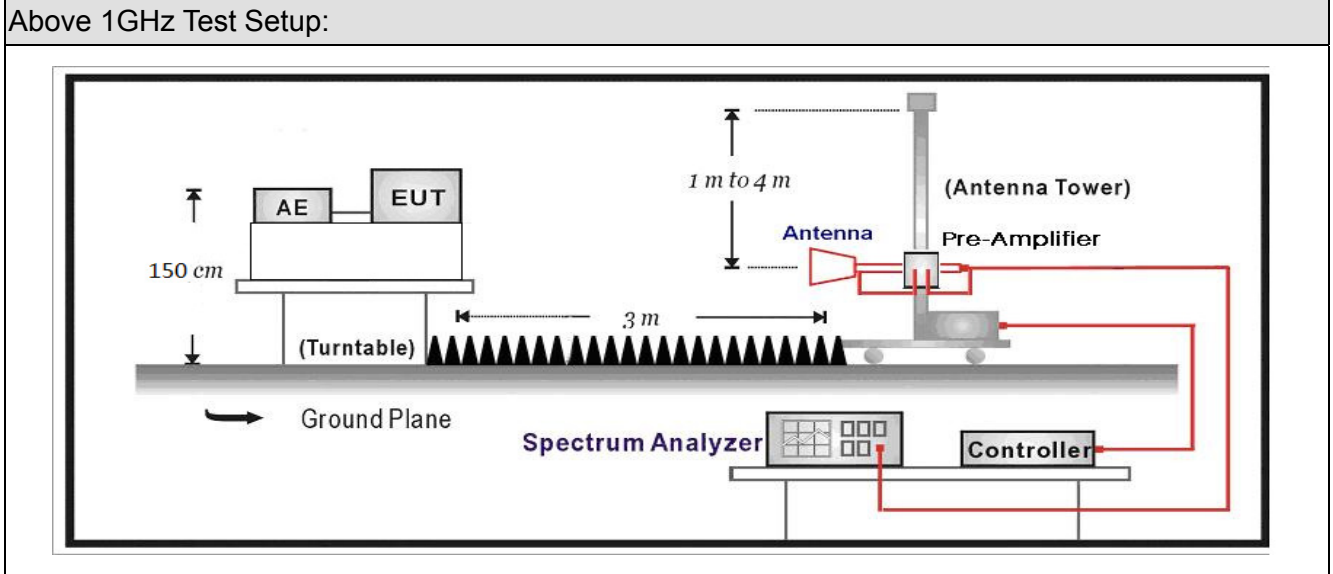 Above 1GHz Test Setup:
1 m to 4 m
(Antenna Tower)
EUT
AE
Antenna
Pre-Amplifier
150 cm
3 m
(Turntable)
Ground Plane
Spectrum Analyzer
Controller